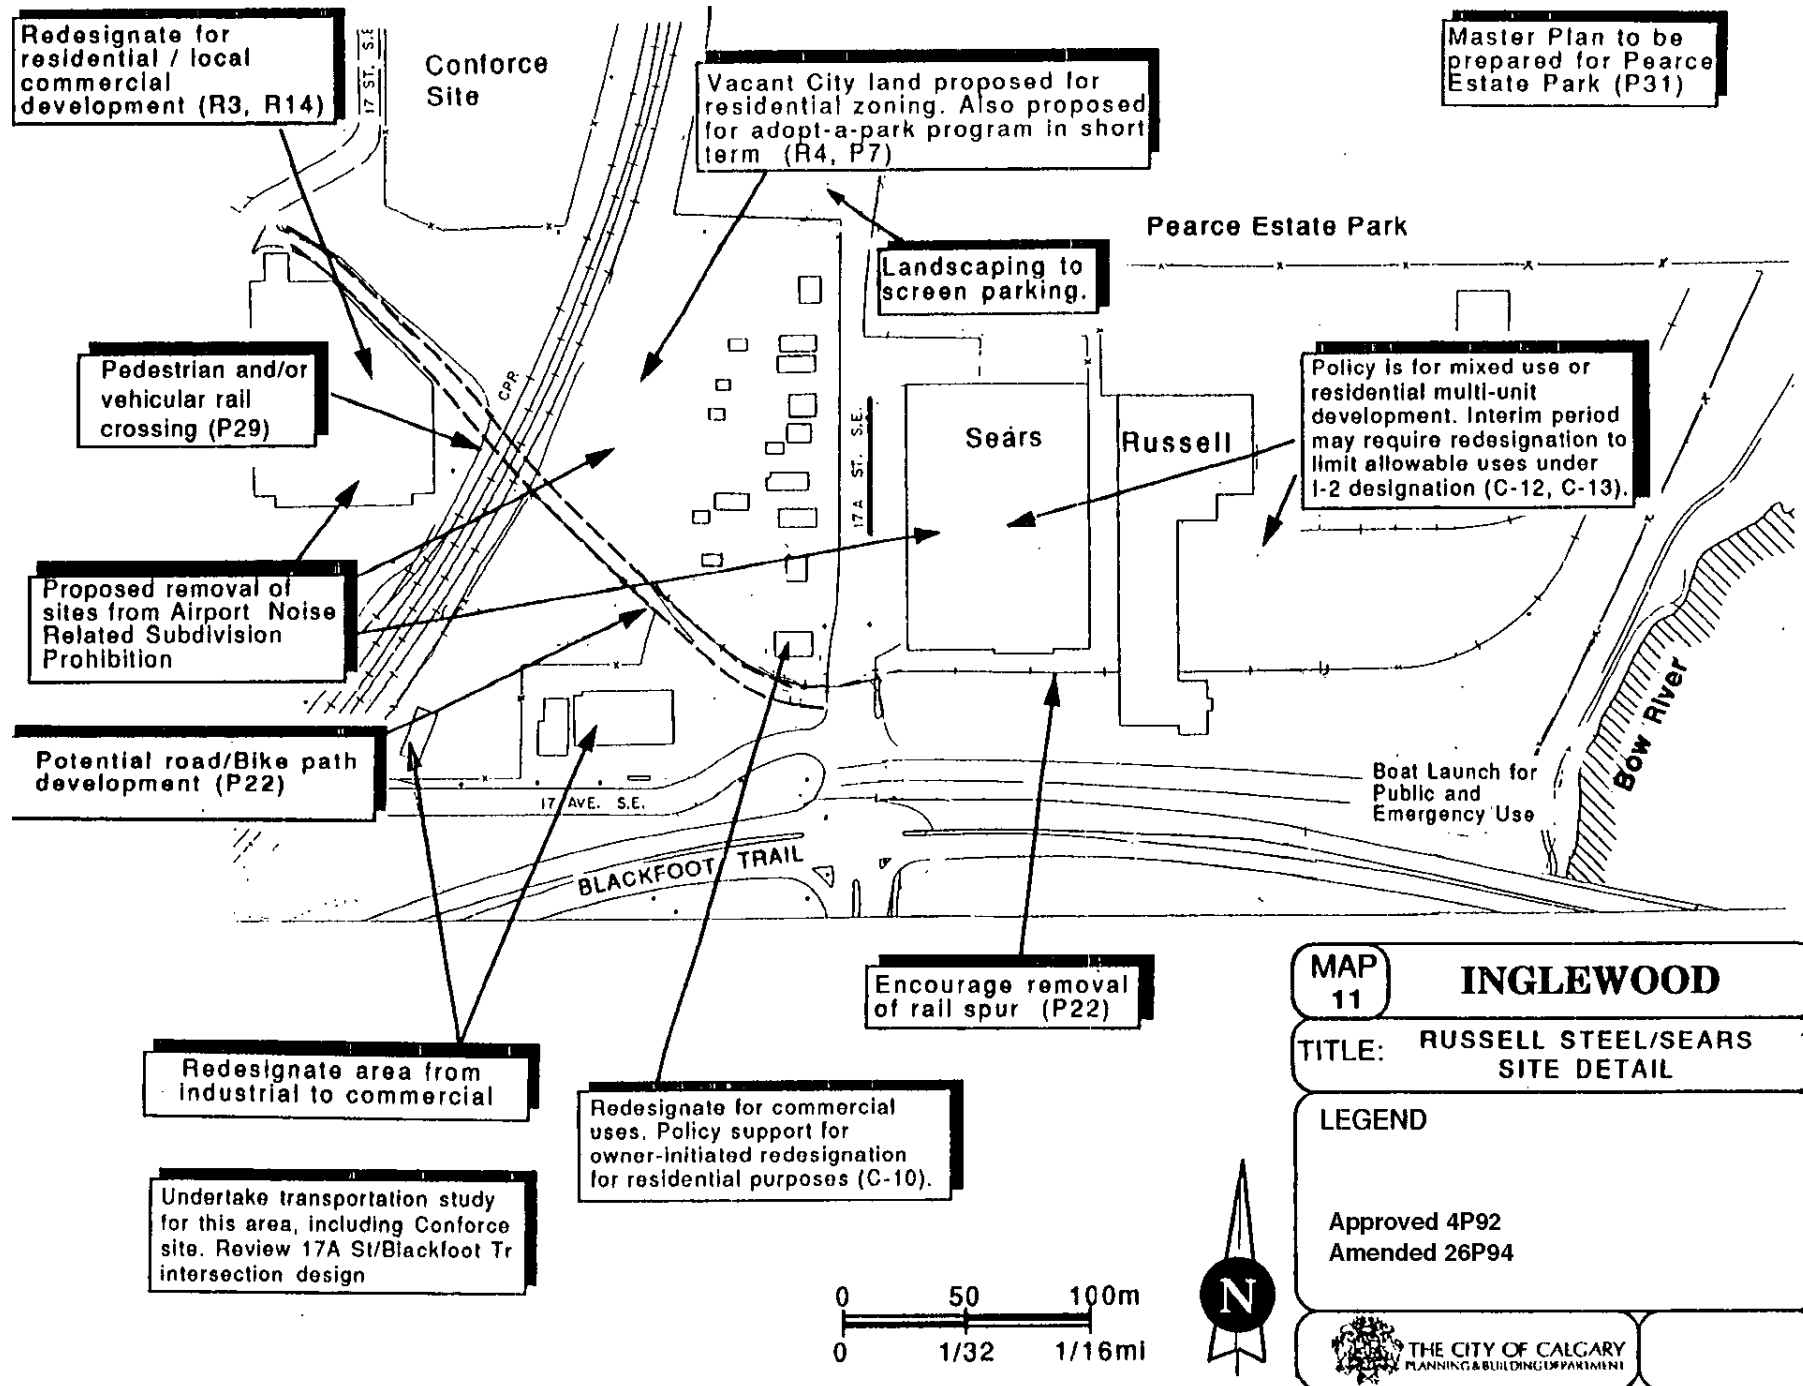 Redesignate for
residential / local
commercial
development (R3, R14)
17 ST. S.E
Conforce
Site
Vacant City land proposed for
residential zoning. Also proposed
for adopt-a-park program in short
term (R4, P7)
Master Plan to be
prepared for Pearce
Estate Park (P31)
Pearce Estate Park
Landscaping to
screen parking.
Pedestrian and/or
vehicular rail
crossing (P29)
CPR
17A ST. S.E.
Sears
Russell
Policy is for mixed use or
residential multi-unit
development. Interim period
may require redesignation to
limit allowable uses under
I-2 designation (C-12, C-13).
Proposed removal of
sites from Airport Noise
Related Subdivision
Prohibition
Potential road/Bike path
development (P22)
17 AVE. S.E.
BLACKFOOT TRAIL
Boat Launch for
Public and
Emergency Use
Bow River
Encourage removal
of rail spur (P22)
Redesignate area from
industrial to commercial
Redesignate for commercial
uses. Policy support for
owner-initiated redesignation
for residential purposes (C-10).
Undertake transportation study
for this area, including Conforce
site. Review 17A St/Blackfoot Tr
intersection design
0 50 100m
0 1/32 1/16mi
N
MAP
11
INGLEWOOD
TITLE: RUSSELL STEEL/SEARS
SITE DETAIL
LEGEND
Approved 4P92
Amended 26P94
THE CITY OF CALGARY
PLANNING & BUILDING DEPARTMENT